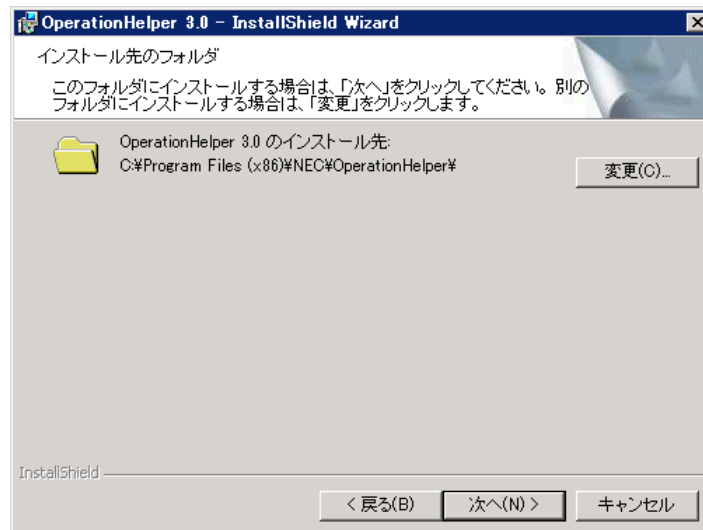 OperationHelper 3.0 - InstallShield Wizard
インストール先のフォルダ
このフォルダにインストールする場合は、「次へ」をクリックしてください。別の
フォルダにインストールする場合は、「変更」をクリックします。
OperationHelper 3.0 のインストール先:
C:¥Program Files (x86)¥NEC¥OperationHelper¥
変更(C)...
InstallShield
< 戻る(B)
次へ(N) >
キャンセル